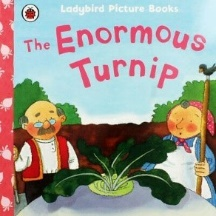 Ladybird Picture Books
The Enormous
Turnip